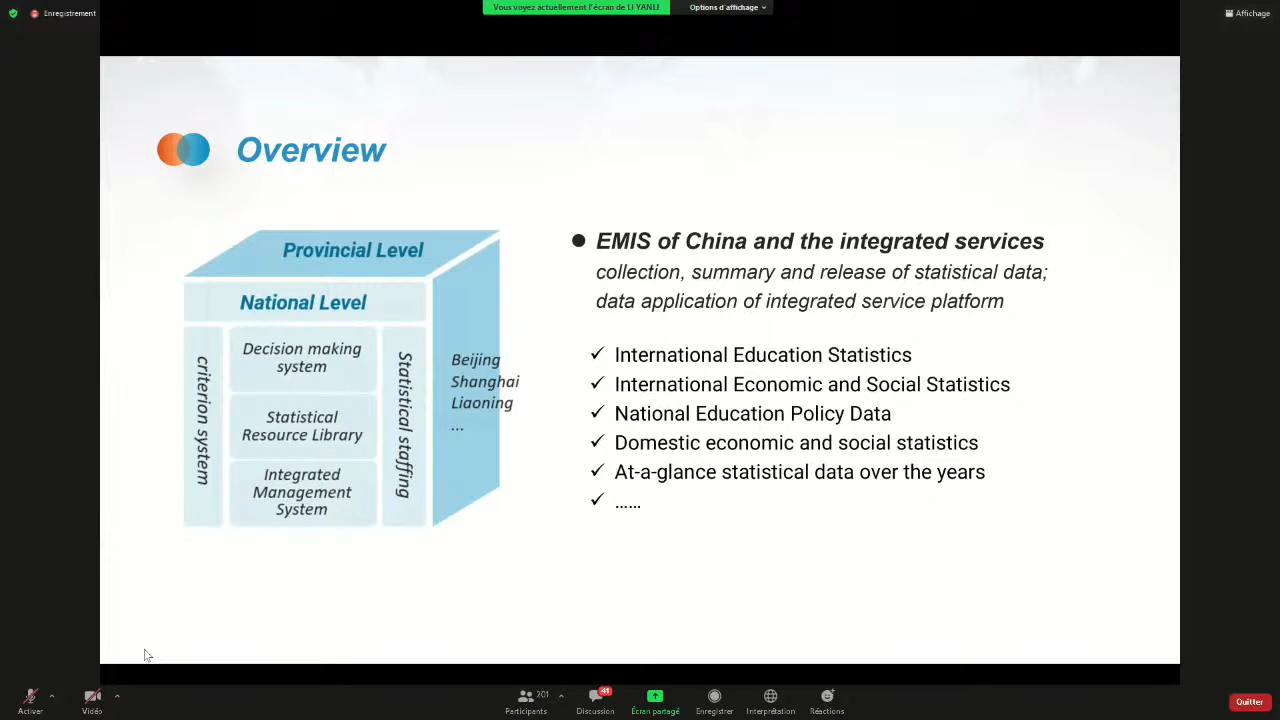 Vous voyez actuellement l'écran de LI YANLI
Options d'affichage
Enregistrement
Affichage
Overview
Provincial Level
National Level
criterion system
Decision making
system
Statistical
Resource Library
Integrated
Management
System
Statistical staffing
Beijing
Shanghai
Liaoning
...
EMIS of China and the integrated services
collection, summary and release of statistical data;
data application of integrated service platform
International Education Statistics
International Economic and Social Statistics
National Education Policy Data
Domestic economic and social statistics
At-a-glance statistical data over the years
......
Activer
Vidéo
201
Participants
41
Discussion
Écran partagé
Enregistrer
Interprétation
Réactions
Quitter